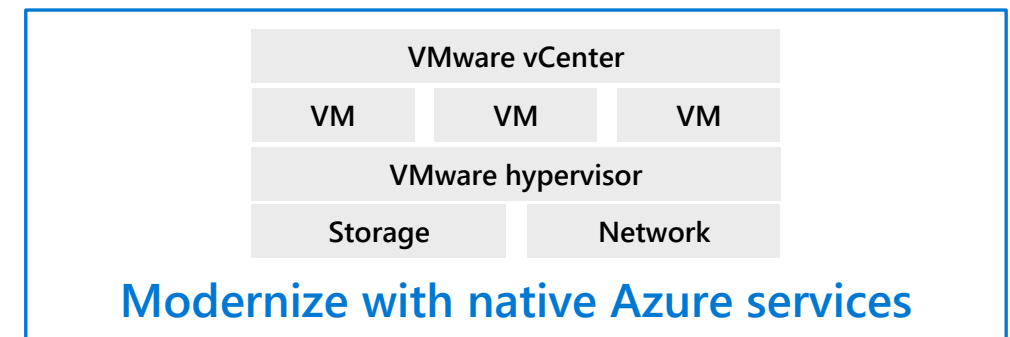 VMware vCenter
VM VM VM
VMware hypervisor
Storage Network
Modernize with native Azure services